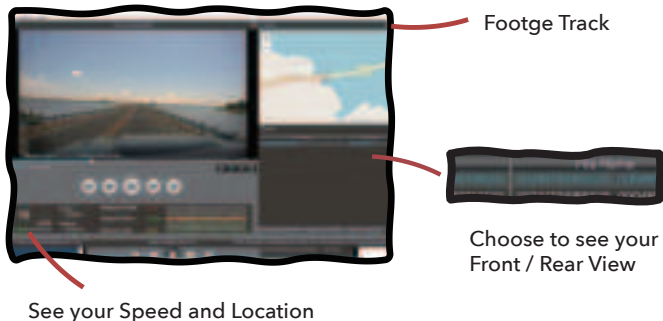 Footge Track
Choose to see your
Front / Rear View
See your Speed and Location